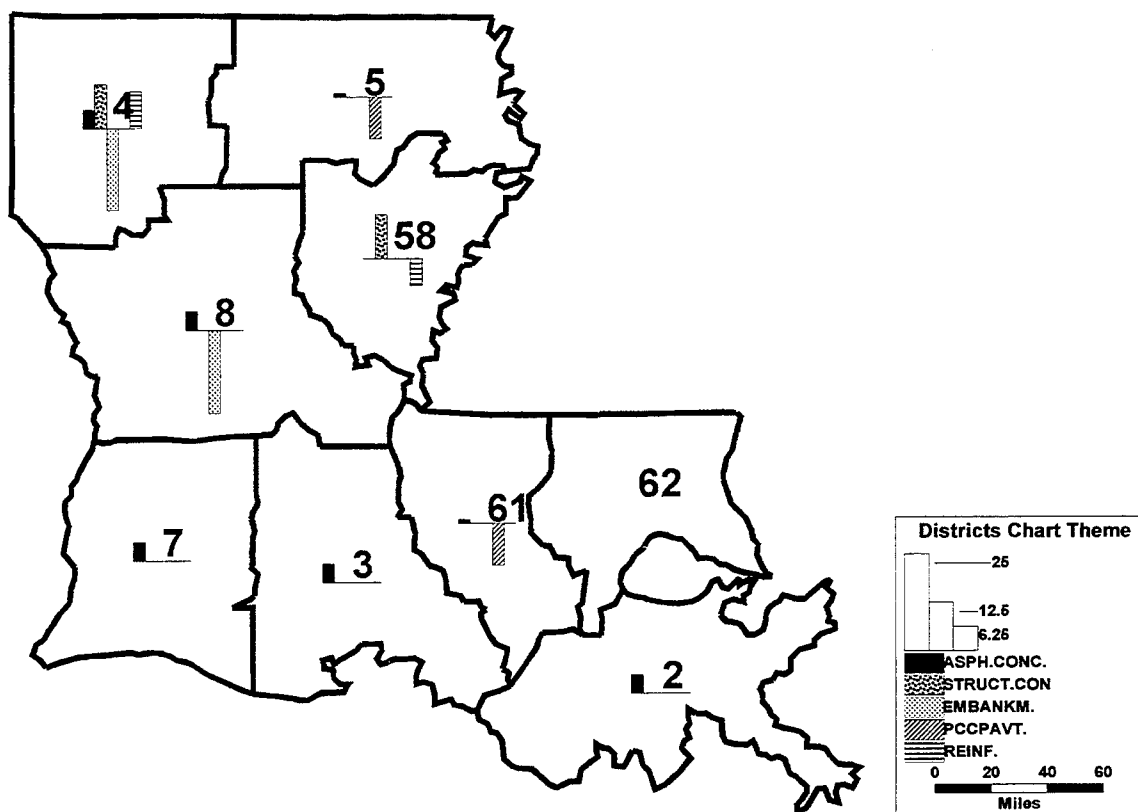 5
4
58
8
62
61
7
3
2
Districts Chart Theme
25
12.5
6.25
ASPH.CONC.
STRUCT.CON
EMBANKM.
PCCPAVT.
REINF.
0 20 40 60
Miles